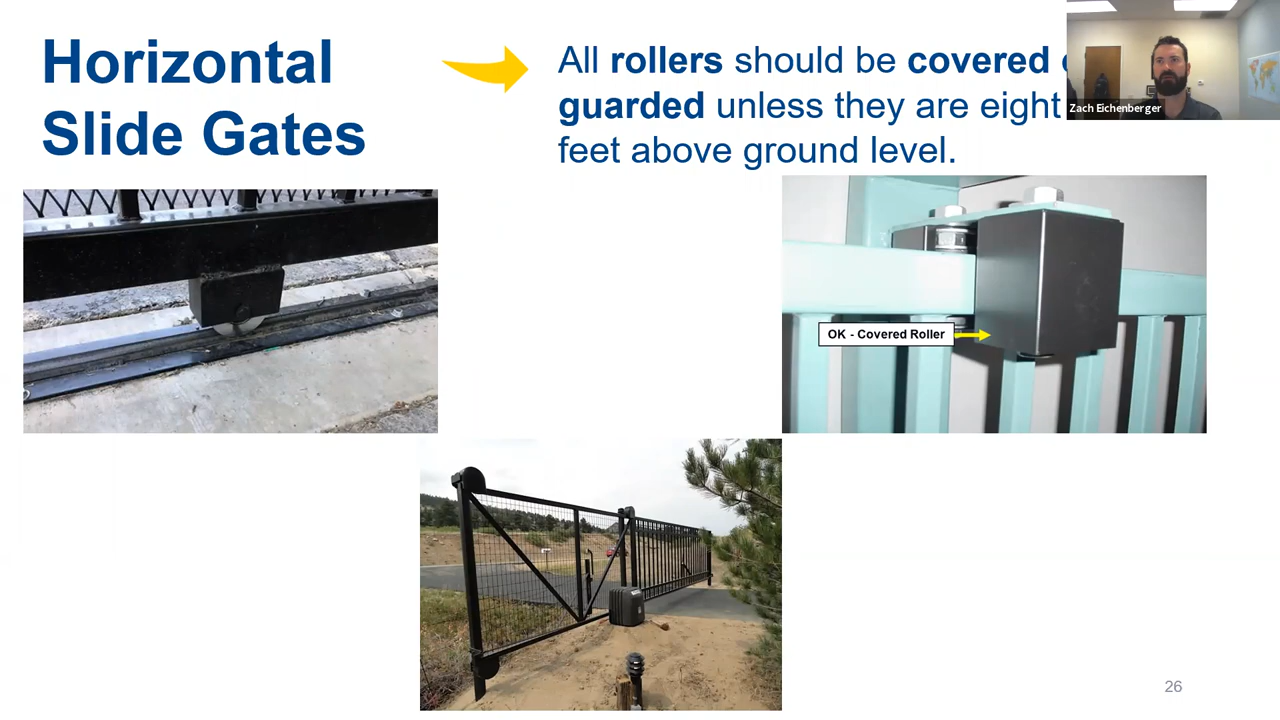 Horizontal
Slide Gates
All rollers should be covered
guarded unless they are eight
feet above ground level.
Zach Eichenberger
OK - Covered Roller
26